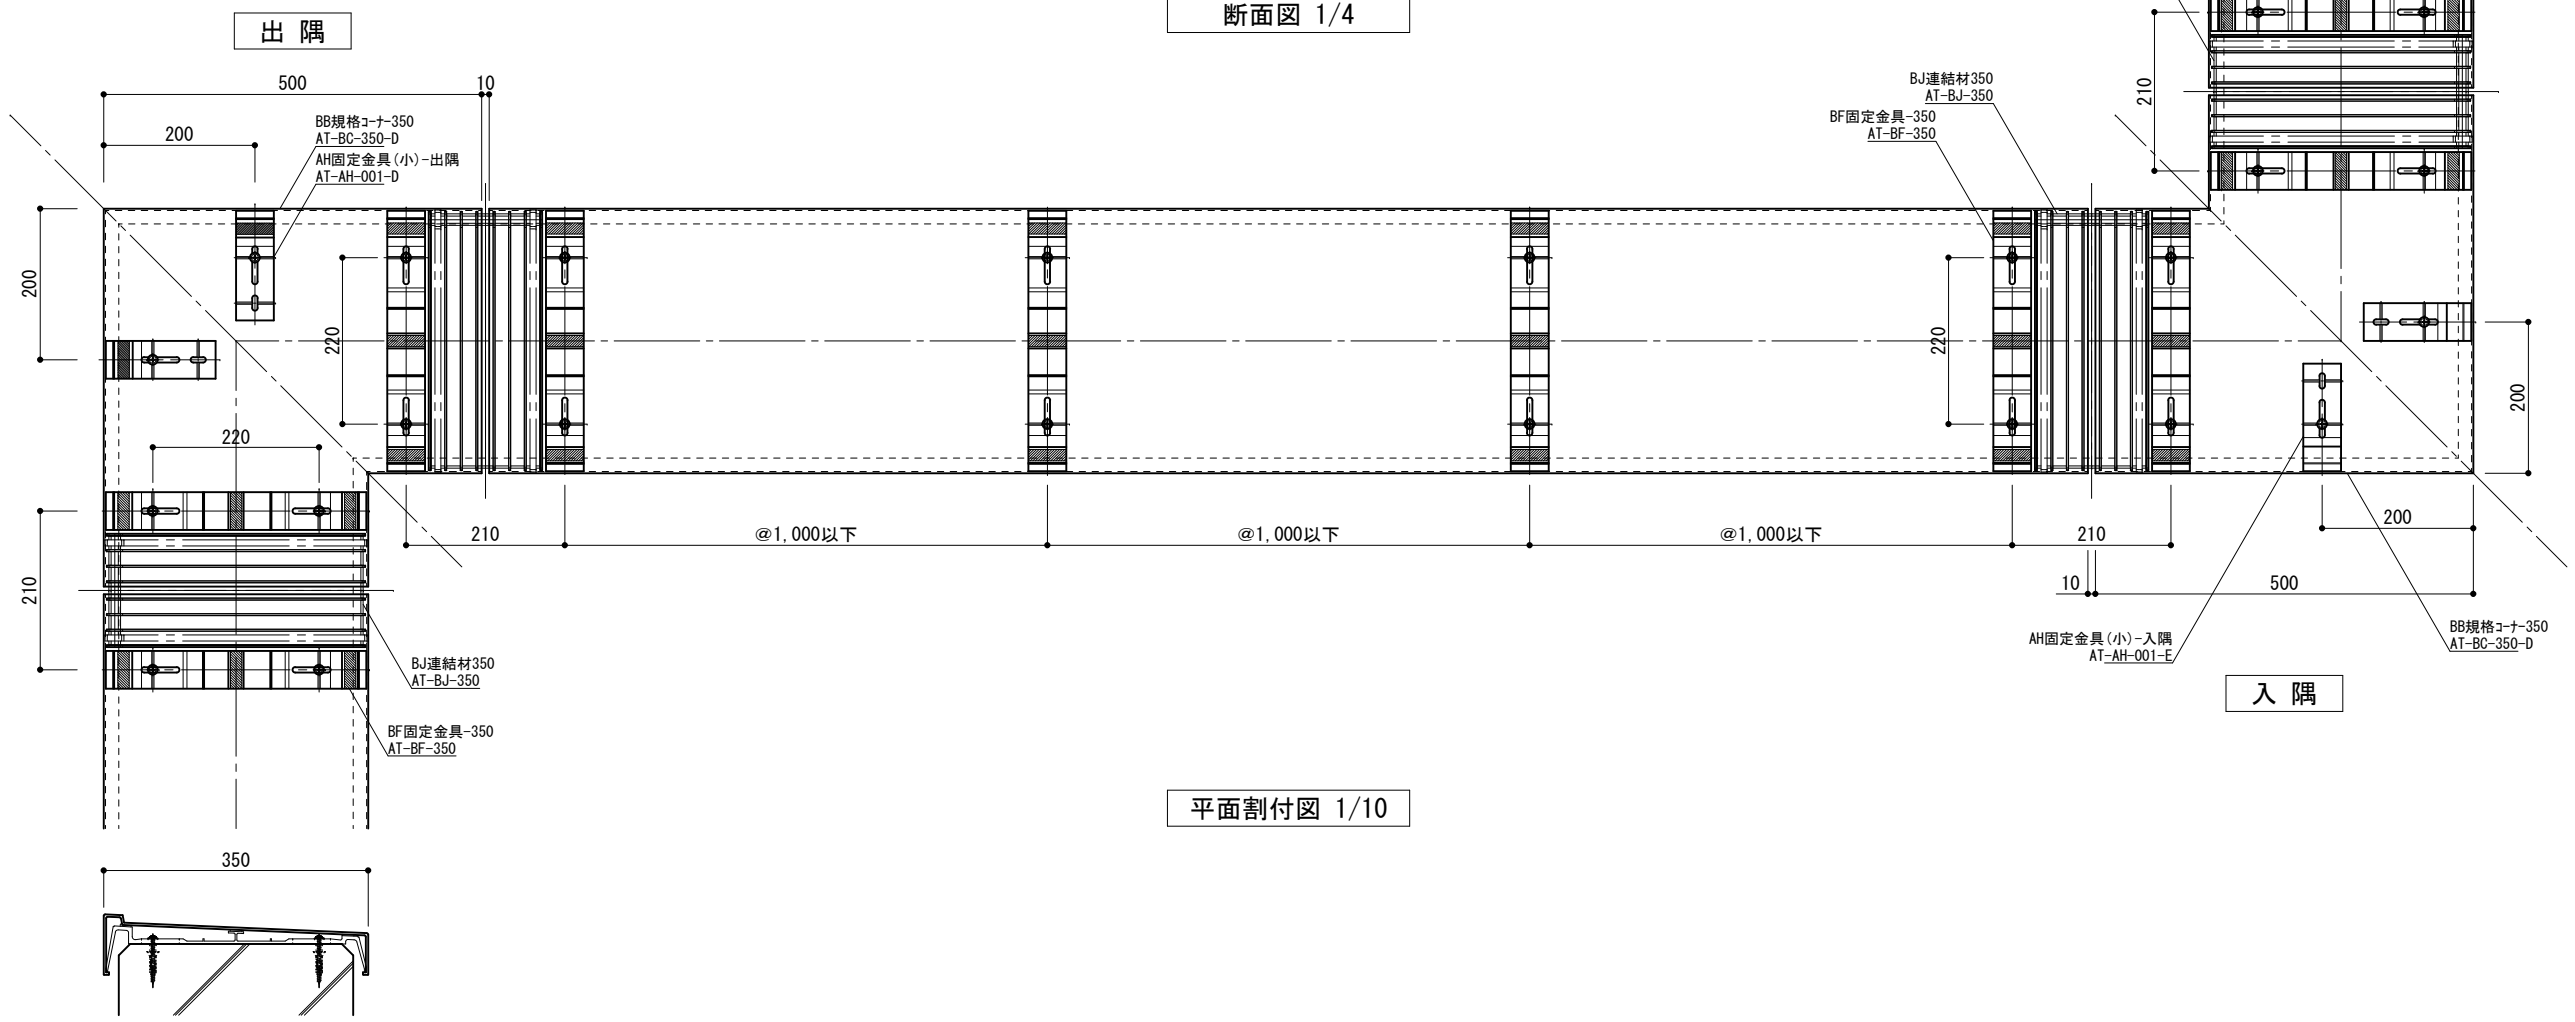 断面図 1/4
出 隅
210
500
10
200
BB規格ｺｰﾅｰ350
AT-BC-350-D
AH固定金具(小)-出隅
AT-AH-001-D
BJ連結材350
AT-BJ-350
BF固定金具-350
AT-BF-350
200
220
220
200
220
210
@1,000以下
@1,000以下
@1,000以下
210
200
210
10
500
BJ連結材350
AT-BJ-350
BF固定金具-350
AT-BF-350
AH固定金具(小)-入隅
AT-AH-001-E
BB規格ｺｰﾅｰ350
AT-BC-350-D
入 隅
平面割付図 1/10
350